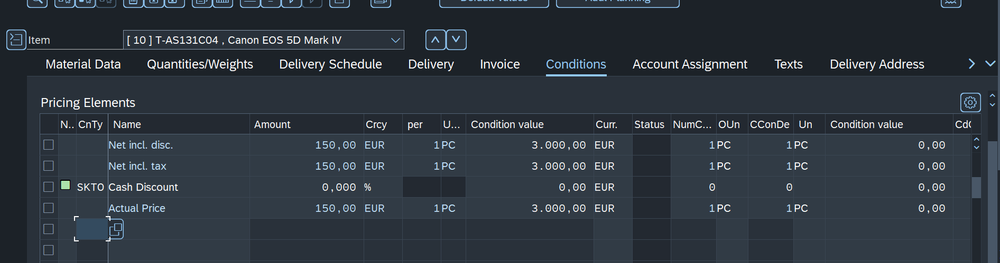 Default Values Addl Planning
Item [ 10 ] T-AS131C04 , Canon EOS 5D Mark IV
Material Data Quantities/Weights Delivery Schedule Delivery Invoice Conditions Account Assignment Texts Delivery Address
Pricing Elements
N.. CnTy Name Amount Crcy per U... Condition value Curr. Status NumC... OUn CConDe Un Condition value
Net incl. disc. 150,00 EUR 1 PC 3.000,00 EUR 1 PC 1 PC 0,00
Net incl. tax 150,00 EUR 1 PC 3.000,00 EUR 1 PC 1 PC 0,00
SKTO Cash Discount 0,000 % 0,00 EUR 0 0 0,00
Actual Price 150,00 EUR 1 PC 3.000,00 EUR 1 PC 1 PC 0,00